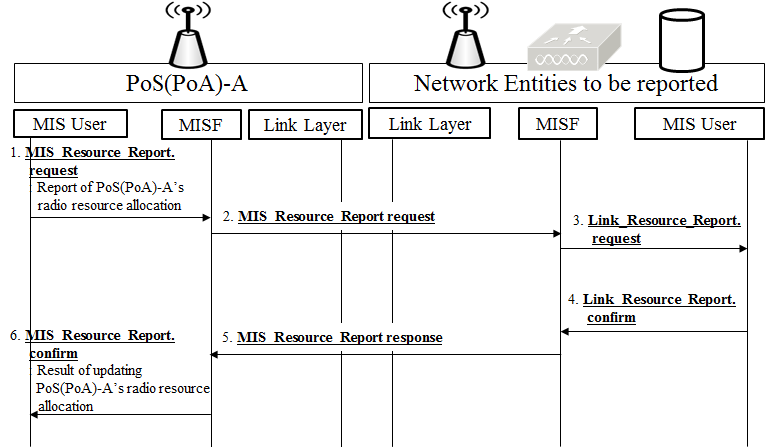 PoS(PoA)-A
Network Entities to be reported
MIS User
MISF
Link Layer
Link Layer
MISF
MIS User
1. MIS_Resource_Report.
request
: Report of PoS(PoA)-A's
radio resource allocation
2. MIS_Resource_Report request
3. Link_Resource_Report.
request
4. Link_Resource_Report.
confirm
5. MIS_Resource_Report response
6. MIS_Resource_Report.
confirm
: Result of updating
PoS(PoA)-A's radio resource
allocation